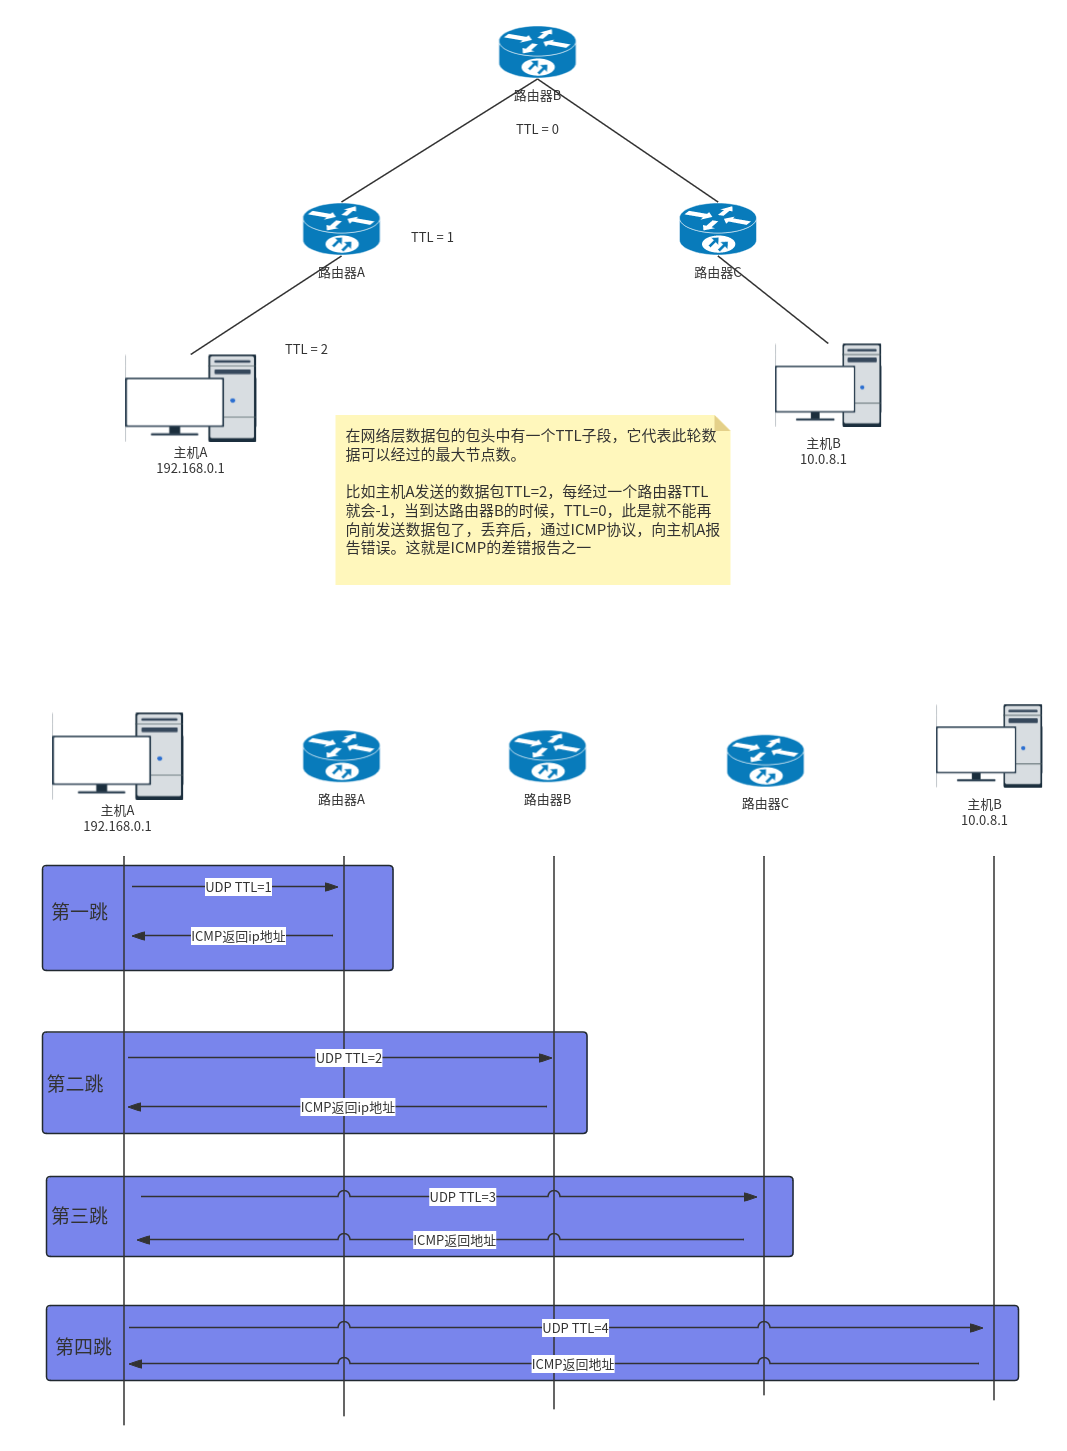 路由器B
TTL = 0
TTL = 1
路由器A
路由器C
TTL = 2
主机A
192.168.0.1
主机B
10.0.8.1
在网络层数据包的包头中有一个TTL子段，它代表此轮数
据可以经过的最大节点数。
比如主机A发送的数据包TTL=2，每经过一个路由器TTL
就会-1，当到达路由器B的时候，TTL=0，此是就不能再
向前发送数据包了，丢弃后，通过ICMP协议，向主机A报
告错误。这就是ICMP的差错报告之一
主机A
192.168.0.1
路由器A
路由器B
路由器C
主机B
10.0.8.1
第一跳
UDP TTL=1
ICMP返回ip地址
第二跳
UDP TTL=2
ICMP返回ip地址
第三跳
UDP TTL=3
ICMP返回地址
第四跳
UDP TTL=4
ICMP返回地址